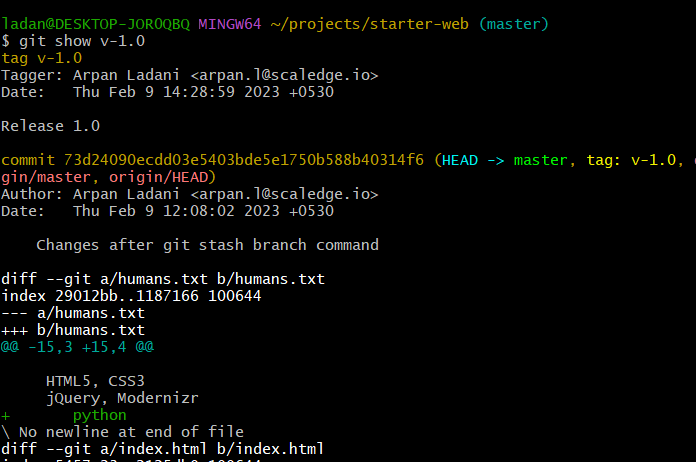 ladan@DESKTOP-JOR0QBQ MINGW64 ~/projects/starter-web (master)
$ git show v-1.0
tag v-1.0
Tagger: Arpan Ladani <arpan.l@scaledge.io>
Date:   Thu Feb 9 14:28:59 2023 +0530

Release 1.0

commit 73d24090ecdd03e5403bde5e1750b588b40314f6 (HEAD -> master, tag: v-1.0,
gin/master, origin/HEAD)
Author: Arpan Ladani <arpan.l@scaledge.io>
Date:   Thu Feb 9 12:08:02 2023 +0530

    Changes after git stash branch command

diff --git a/humans.txt b/humans.txt
index 29012bb..1187166 100644
--- a/humans.txt
+++ b/humans.txt
@@ -15,3 +15,4 @@

     HTML5, CSS3
     jQuery, Modernizr
+       python
\ No newline at end of file
diff --git a/index.html b/index.html